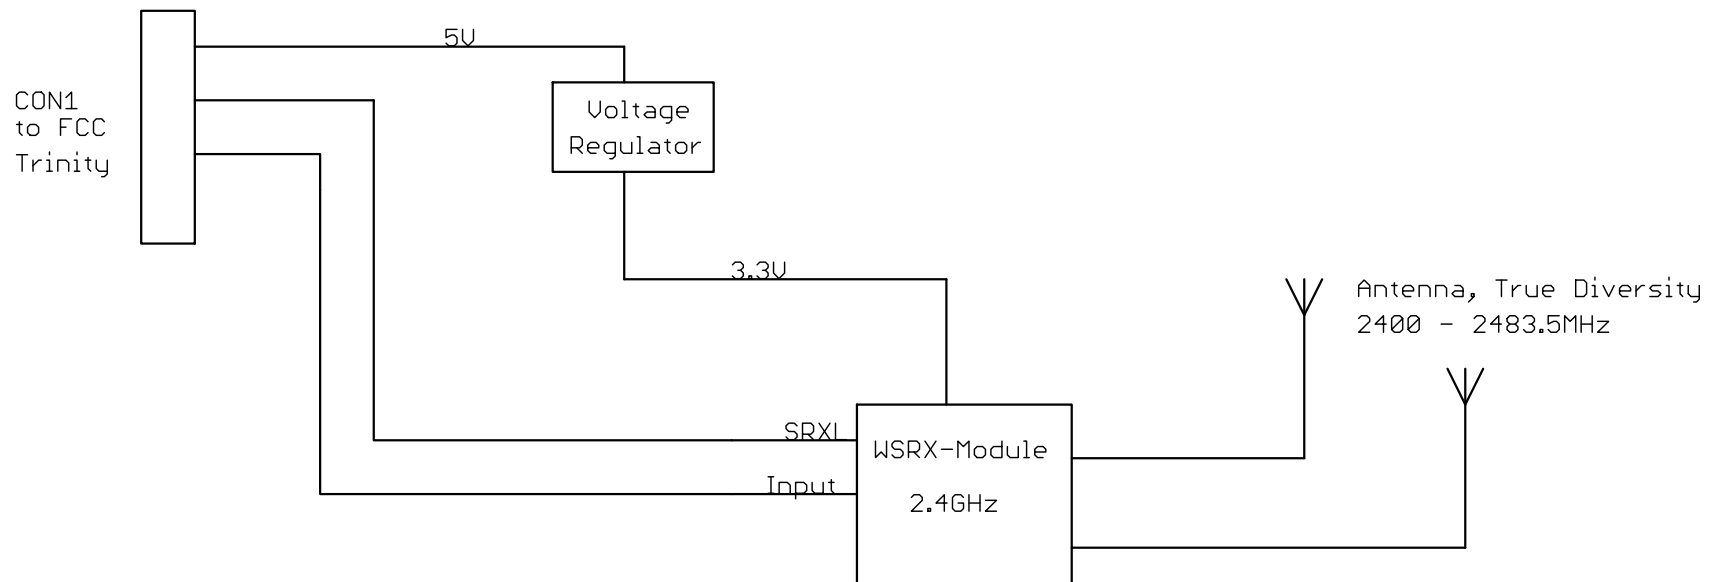 5V
CON1
to FCC
Trinity
Voltage
Regulator
3.3V
Antenna, True Diversity
2400 - 2483.5MHz
SRXL
WSRX-Module
Input
2.4GHz